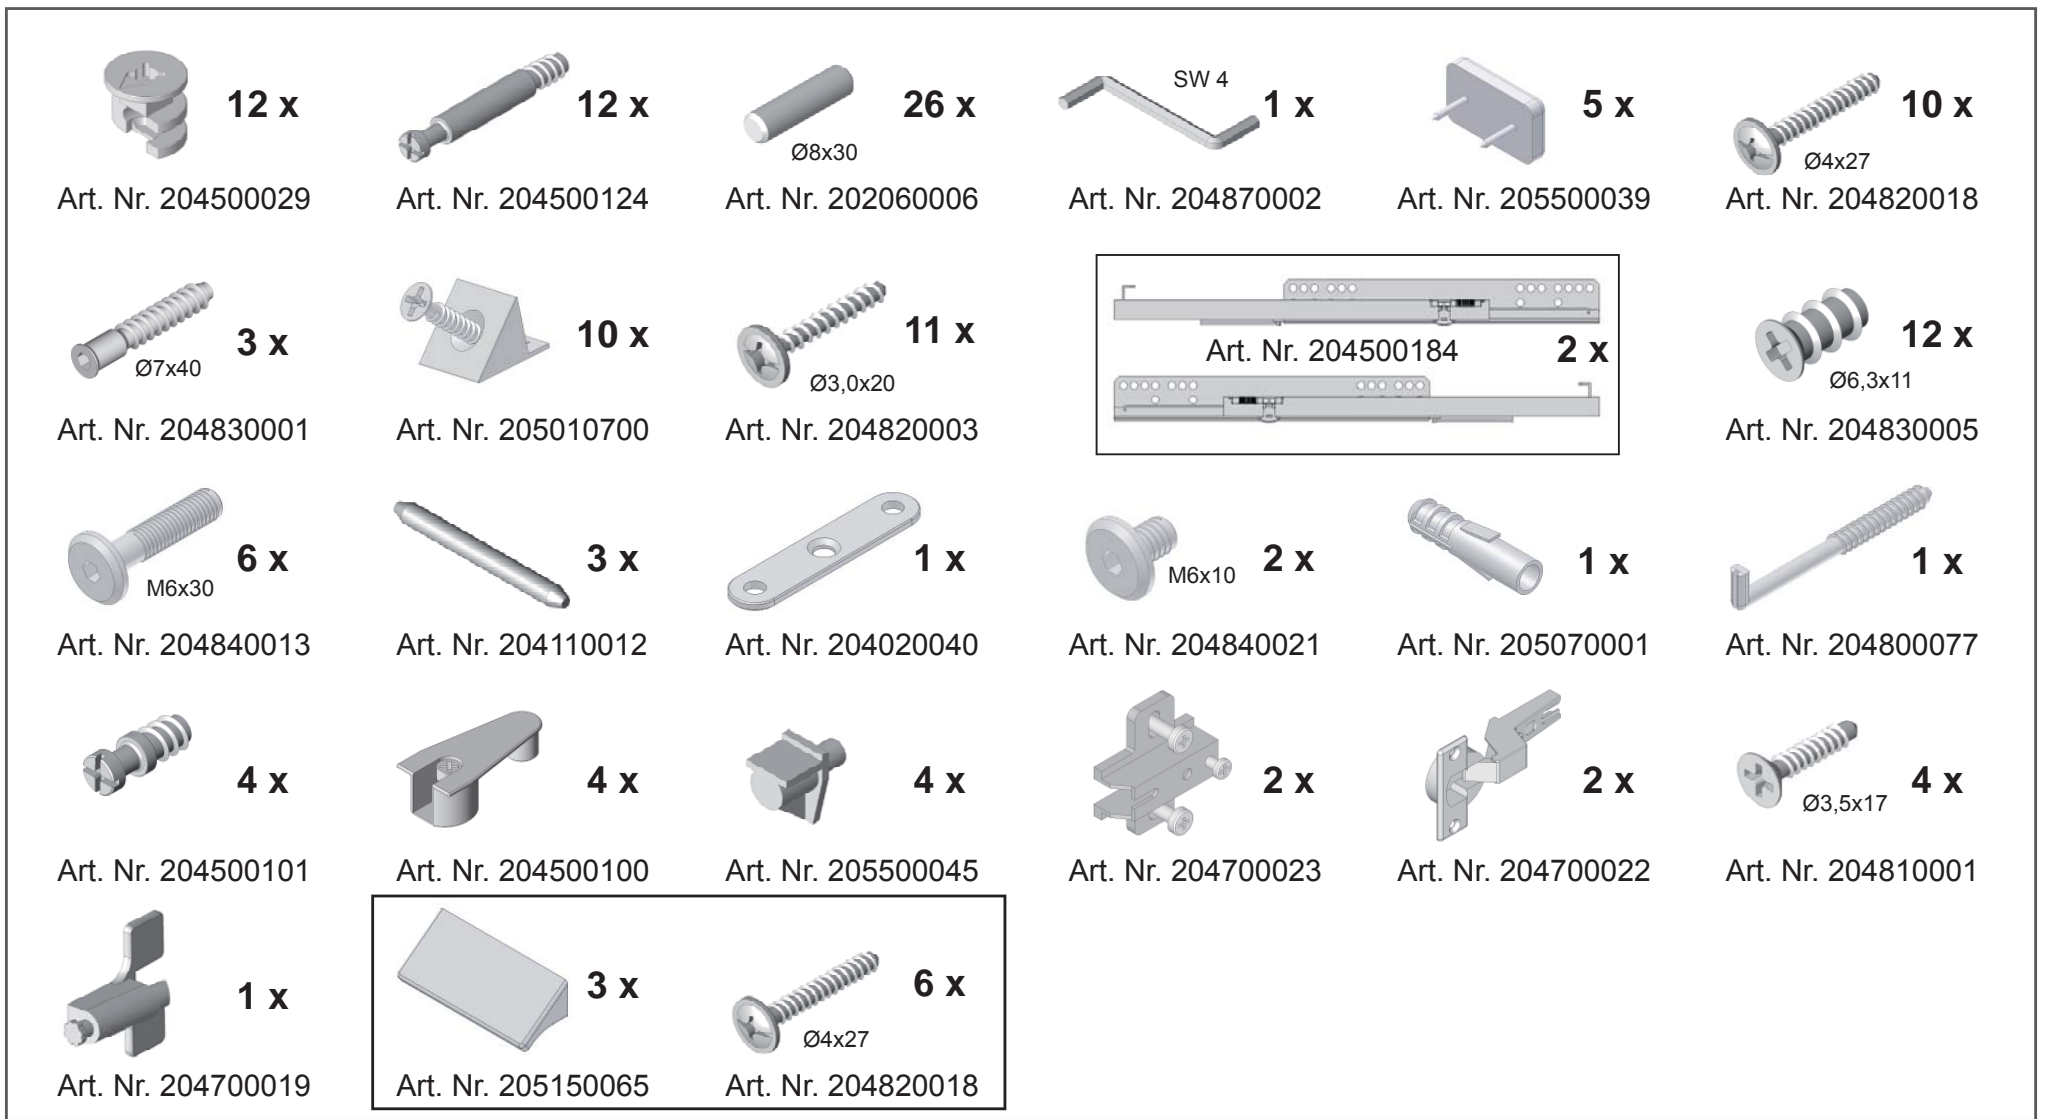 12 x
12 x
26 x
SW 4
1 x
5 x
10 x
Ø8x30
Ø4x27
Art. Nr. 204500029
Art. Nr. 204500124
Art. Nr. 202060006
Art. Nr. 204870002
Art. Nr. 205500039
Art. Nr. 204820018
3 x
Ø7x40
10 x
11 x
Ø3,0x20
Art. Nr. 204500184
2 x
12 x
Ø6,3x11
Art. Nr. 204830001
Art. Nr. 205010700
Art. Nr. 204820003
Art. Nr. 204830005
6 x
M6x30
3 x
1 x
M6x10
2 x
1 x
1 x
Art. Nr. 204840013
Art. Nr. 204110012
Art. Nr. 204020040
Art. Nr. 204840021
Art. Nr. 205070001
Art. Nr. 204800077
4 x
4 x
4 x
2 x
2 x
Ø3,5x17
4 x
Art. Nr. 204500101
Art. Nr. 204500100
Art. Nr. 205500045
Art. Nr. 204700023
Art. Nr. 204700022
Art. Nr. 204810001
1 x
3 x
6 x
Ø4x27
Art. Nr. 204700019
Art. Nr. 205150065
Art. Nr. 204820018